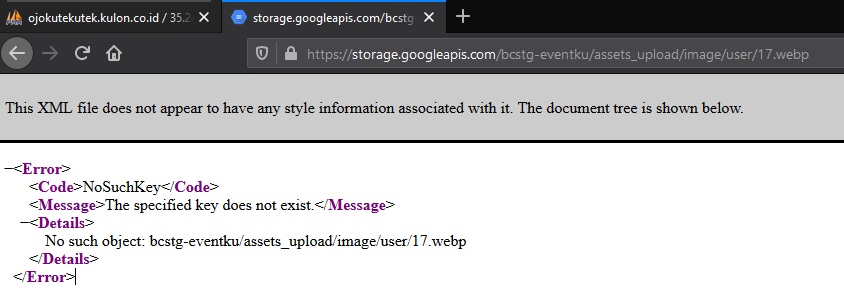 ojokutekutek.kulon.co.id / 35.2
storage.googleapis.com/bcstg-
https://storage.googleapis.com/bcstg-eventku/assets_upload/image/user/17.webp
This XML file does not appear to have any style information associated with it. The document tree is shown below.
−<Error>
<Code>NoSuchKey</Code>
<Message>The specified key does not exist.</Message>
−<Details>
No such object: bcstg-eventku/assets_upload/image/user/17.webp
</Details>
</Error>